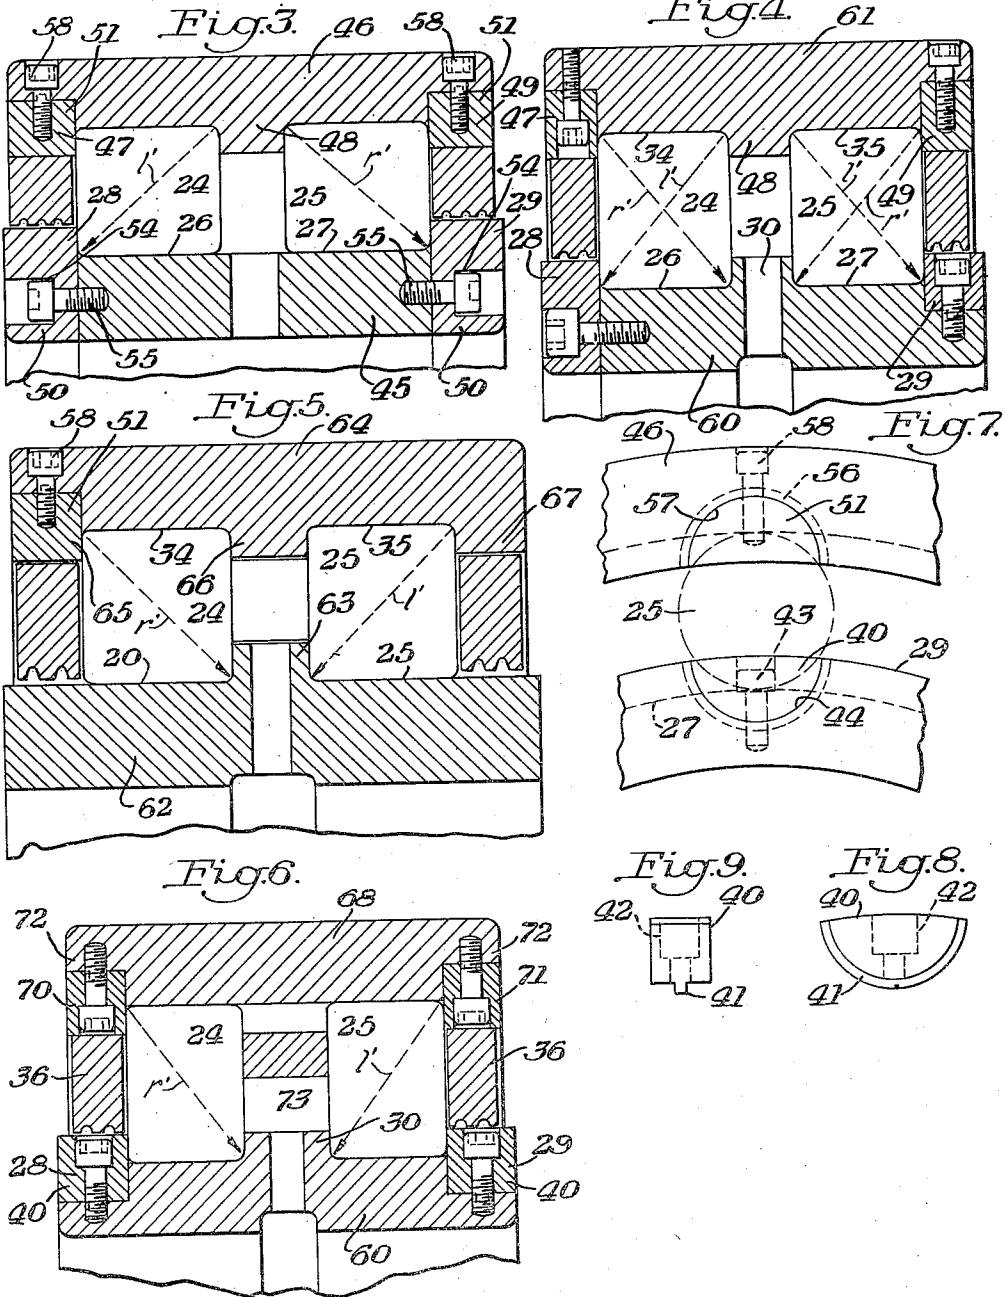 Fig. 3.
58 51 46 58 51
49
47 48
l' 24 25 r' 54
28 54 26 27 55 29
50 55 45 50
Fig. 4.
61
47 34 48 35 49
r' l' 24 25 l' r'
28 26 30 27
60 29
Fig. 5.
58 51 64
67
34 66 25 35
65 r' 24 63 l'
20 25
62
Fig. 7.
46 58 56
57 51
25 43 40 29
27 44
Fig. 6.
68
72 72
70 71
24 25
36 r' l' 36
73 30
28 29
40 40
60
Fig. 9.
42 40
41
Fig. 8.
40 42
41